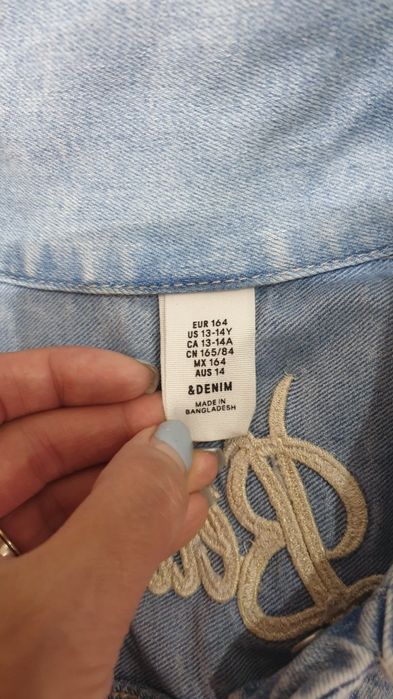 EUR 164
US 13-14Y
CA 13-14A
CN 165/84
MX 164
AUS 14
&DENIM
MADE IN
BANGLADESH